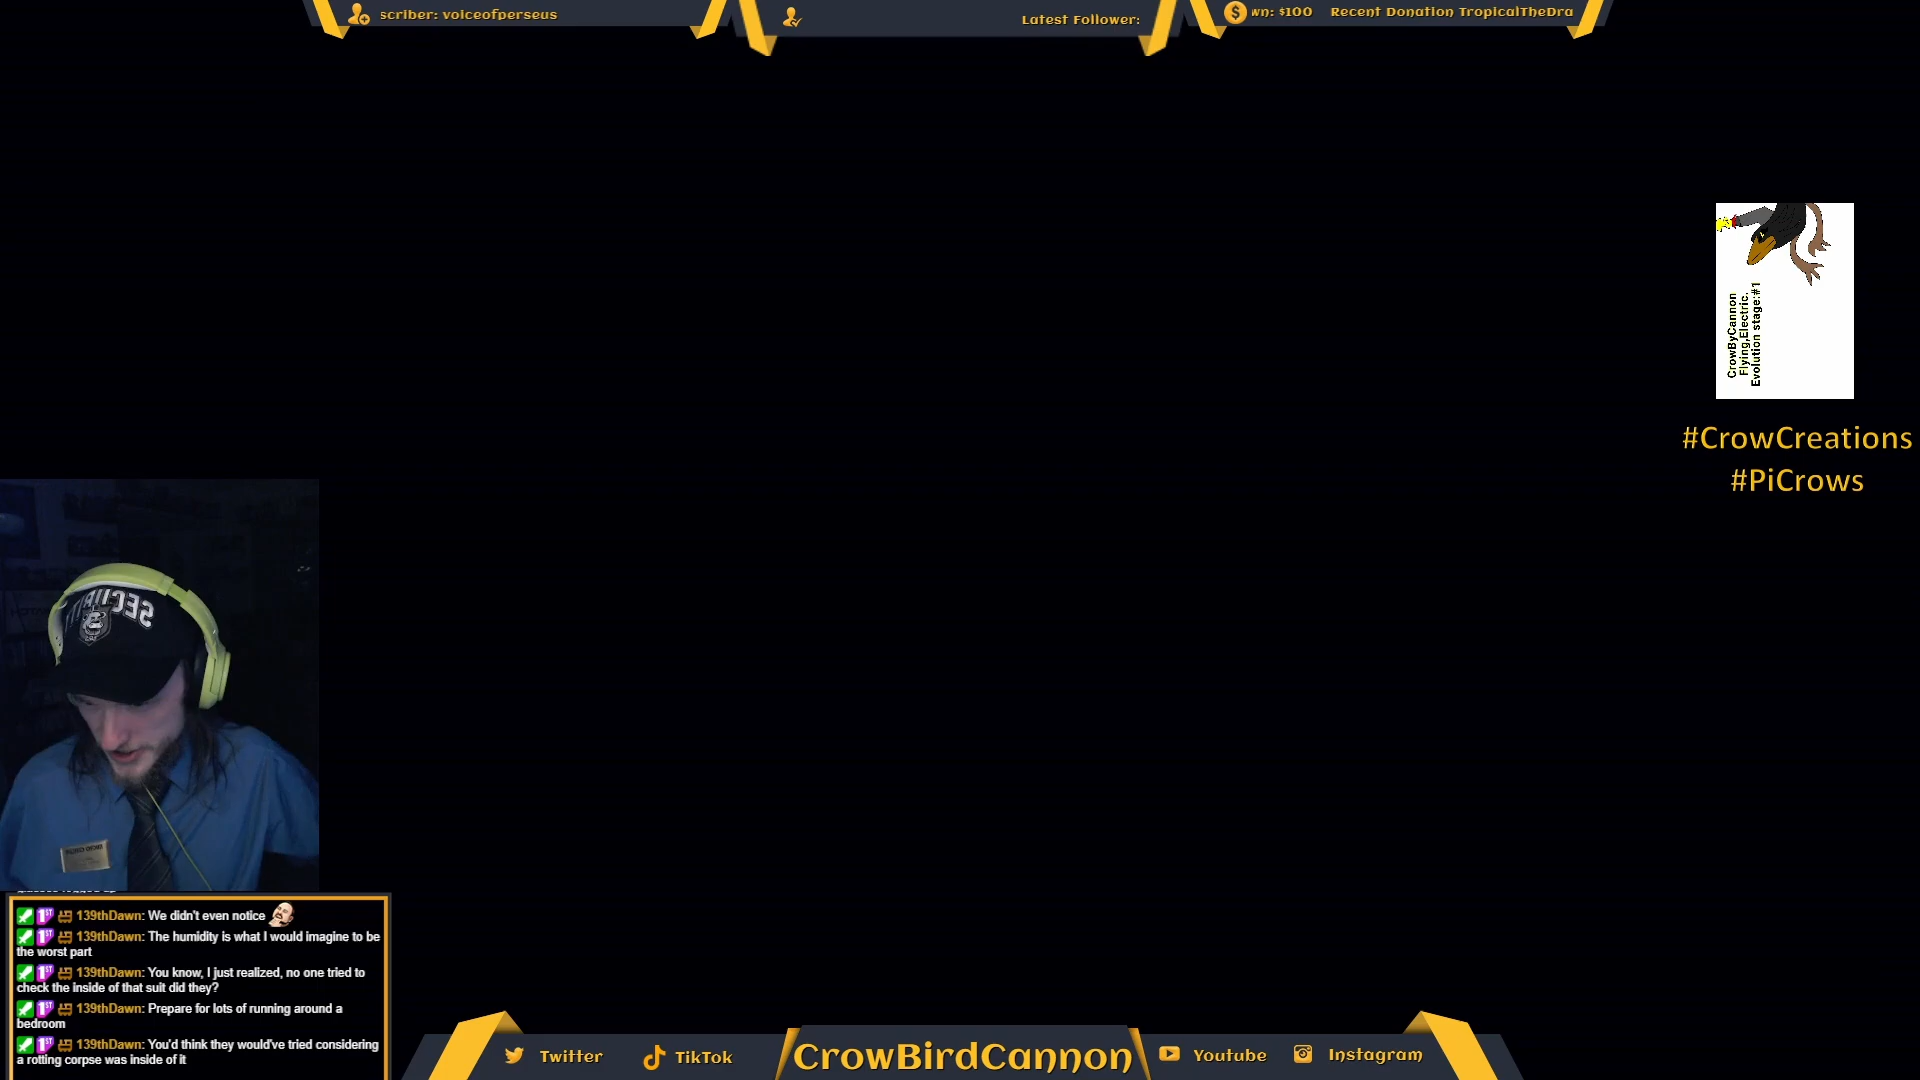 scriber: voiceofperseus
Latest Follower:
wn: $100 Recent Donation TropicalTheDra
CrowByCannon
Flying,Electric.
Evolution stage:#1
#CrowCreations
#PiCrows
SECURIT
139thDawn: We didn't even notice
139thDawn: The humidity is what I would imagine to be
the worst part
139thDawn: You know, I just realized, no one tried to
check the inside of that suit did they?
139thDawn: Prepare for lots of running around a
bedroom
139thDawn: You'd think they would've tried considering
a rotting corpse was inside of it
Twitter
TikTok
CrowBirdCannon
Youtube
Instagram